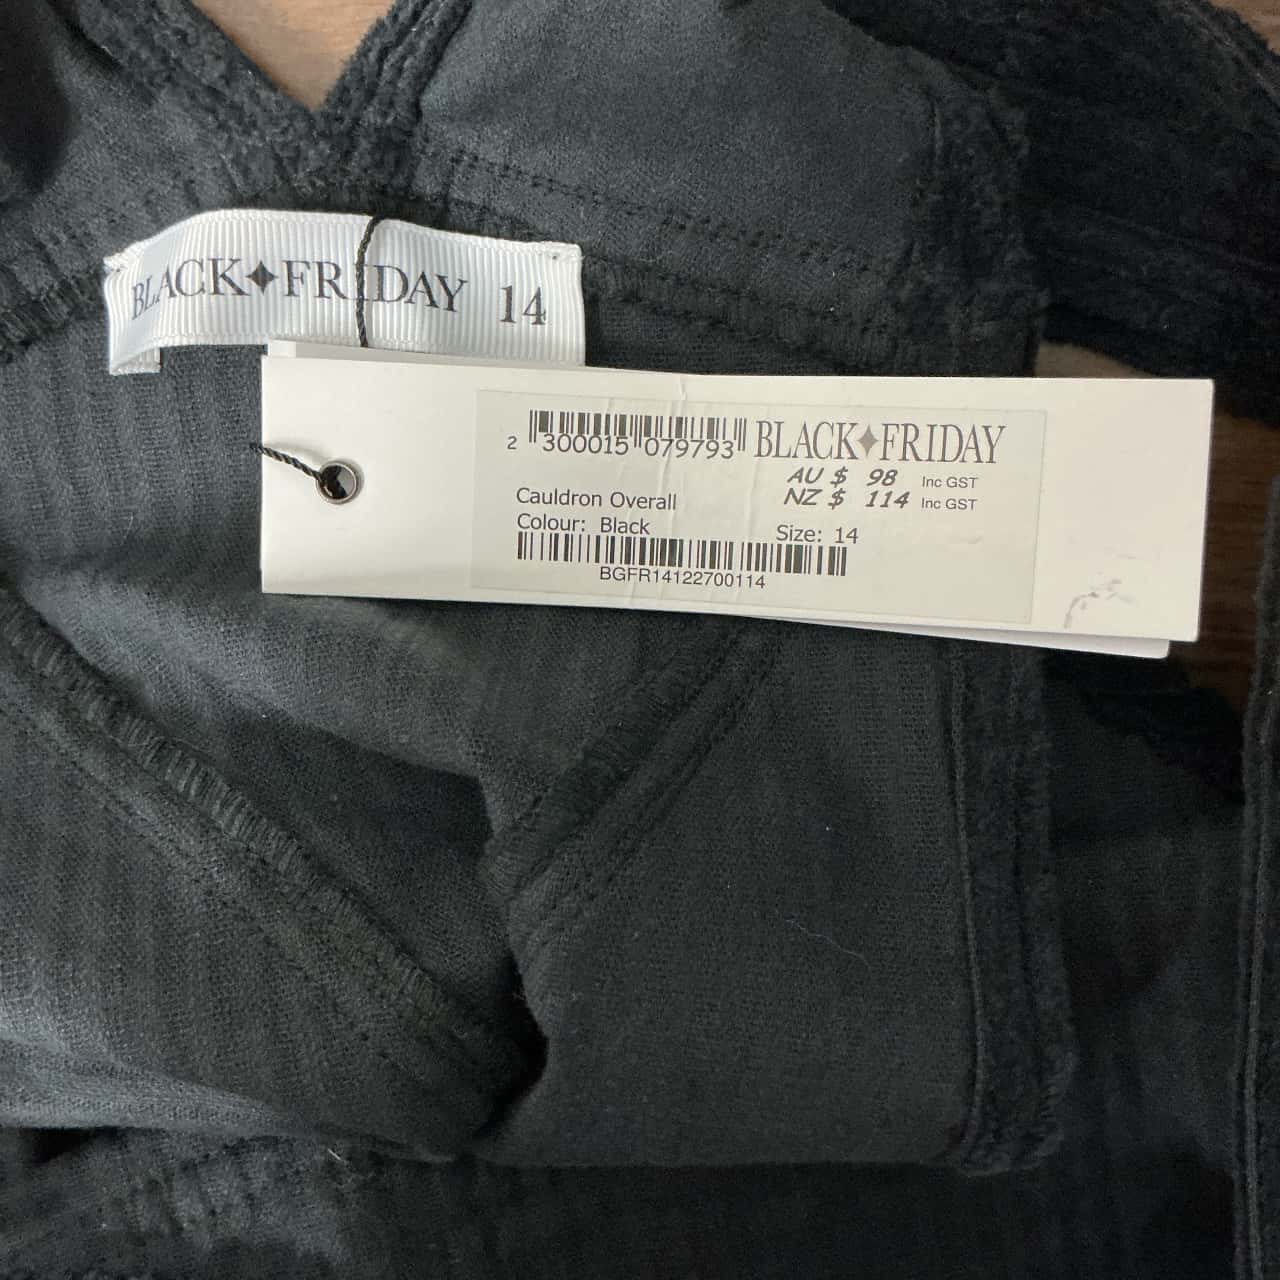 BLACK✦FRIDAY 14
2 300015 079793 BLACK✦FRIDAY
AU $ 98 Inc GST
NZ $ 114 Inc GST
Cauldron Overall
Colour: Black Size: 14
BGFR14122700114